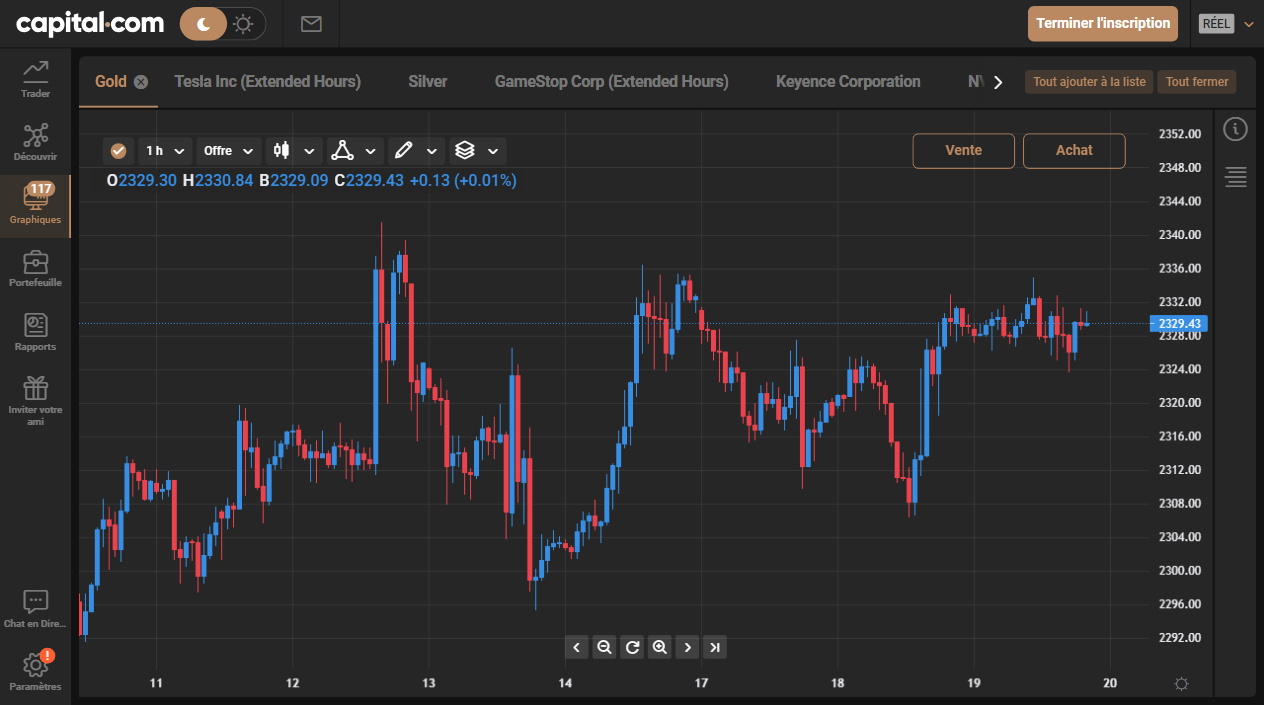 capital.com
Terminer l'inscription
RÉEL
Trader
Découvrir
117
Graphiques
Portefeuille
Rapports
Inviter votre
ami
Chat en Dire...
!
Paramètres
Gold
Tesla Inc (Extended Hours)
Silver
GameStop Corp (Extended Hours)
Keyence Corporation
Tout ajouter à la liste
Tout fermer
1 h
Offre
Vente
Achat
O2329.30 H2330.84 B2329.09 C2329.43 +0.13 (+0.01%)
2352.00
2348.00
2344.00
2340.00
2336.00
2332.00
2329.43
2328.00
2324.00
2320.00
2316.00
2312.00
2308.00
2304.00
2300.00
2296.00
2292.00
11 12 13 14 17 18 19 20